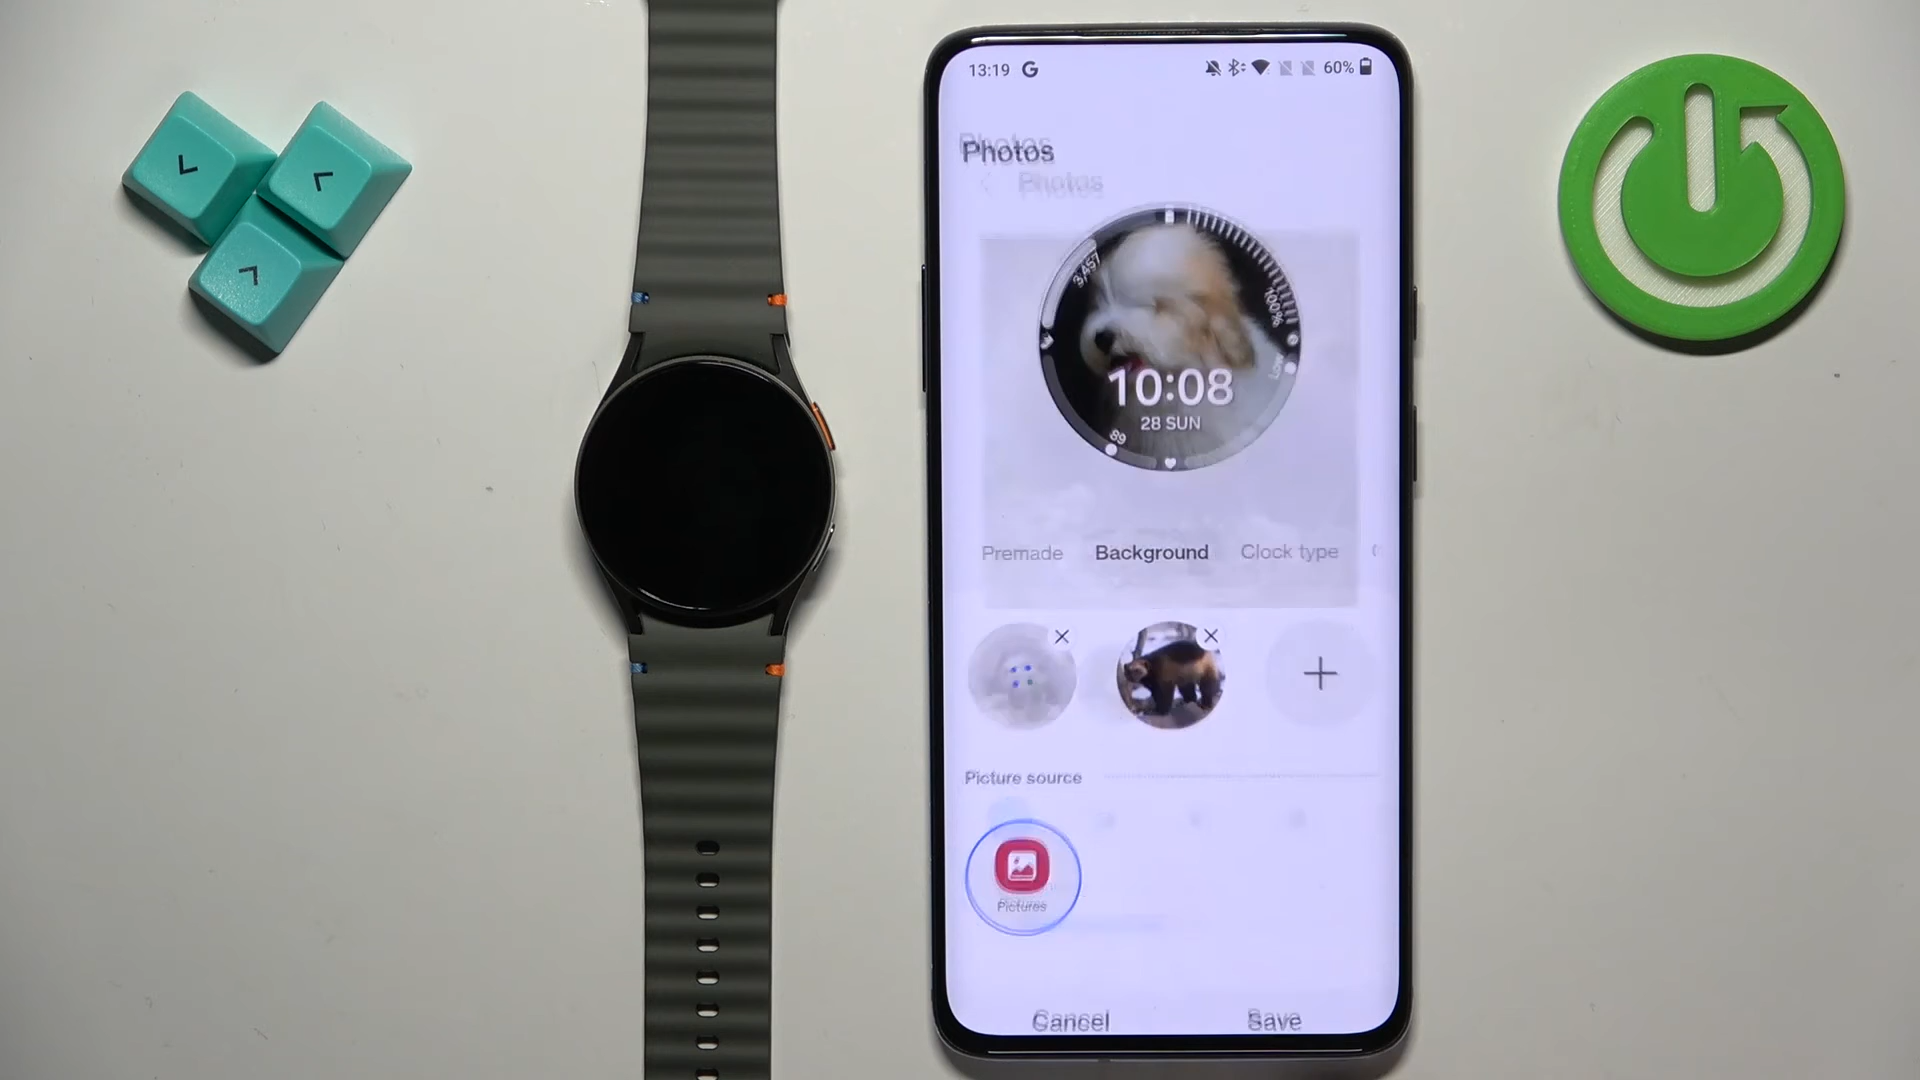 13:19 G 60%
Photos
Photos
3,457
100%
Low
10:08
28 SUN
89
Premade Background Clock type
Picture source
Pictures
Cancel Save